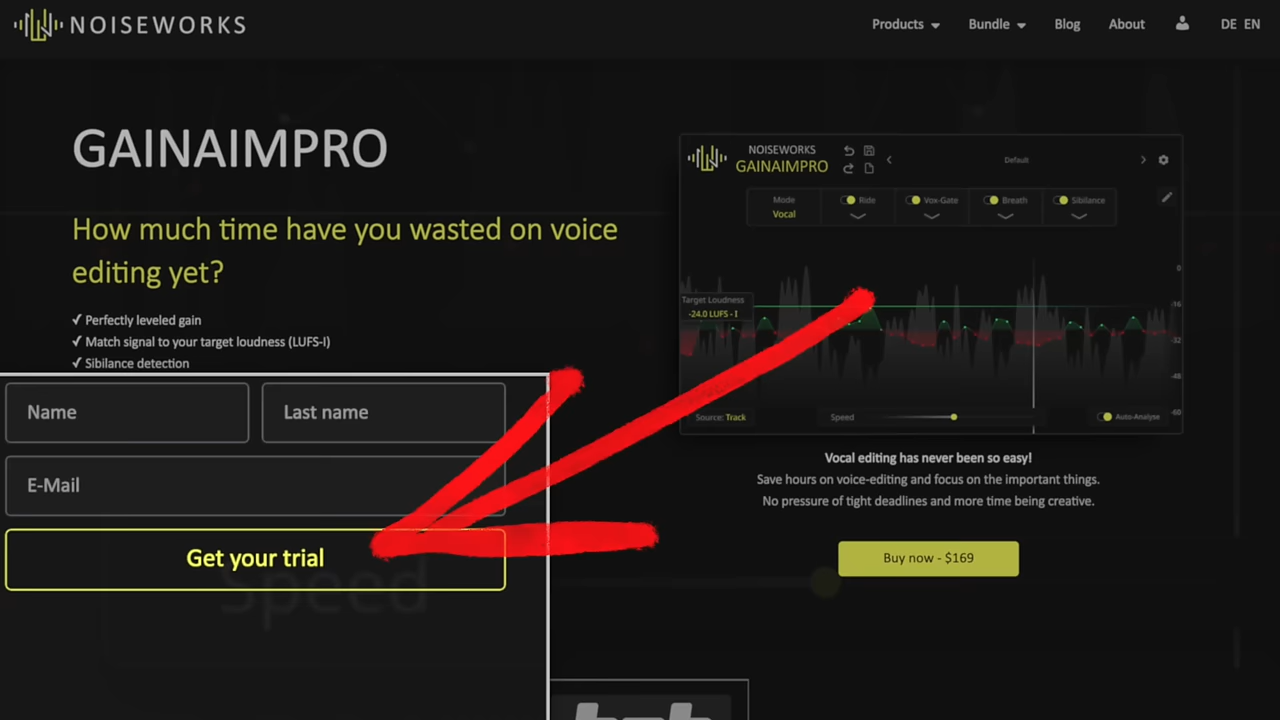 NOISEWORKS
Products
Bundle
Blog
About
DE EN
GAINAIMPRO
How much time have you wasted on voice
editing yet?
✓ Perfectly leveled gain
✓ Match signal to your target loudness (LUFS-I)
✓ Sibilance detection
Name
Last name
E-Mail
Get your trial
Speed
NOISEWORKS
GAINAIMPRO
Default
Mode
Vocal
Ride
Vox-Gate
Breath
Sibilance
Target Loudness
-24.0 LUFS - I
0
-16
-32
-48
-60
Source: Track
Speed
Auto-Analyse
Vocal editing has never been so easy!
Save hours on voice-editing and focus on the important things.
No pressure of tight deadlines and more time being creative.
Buy now - $169